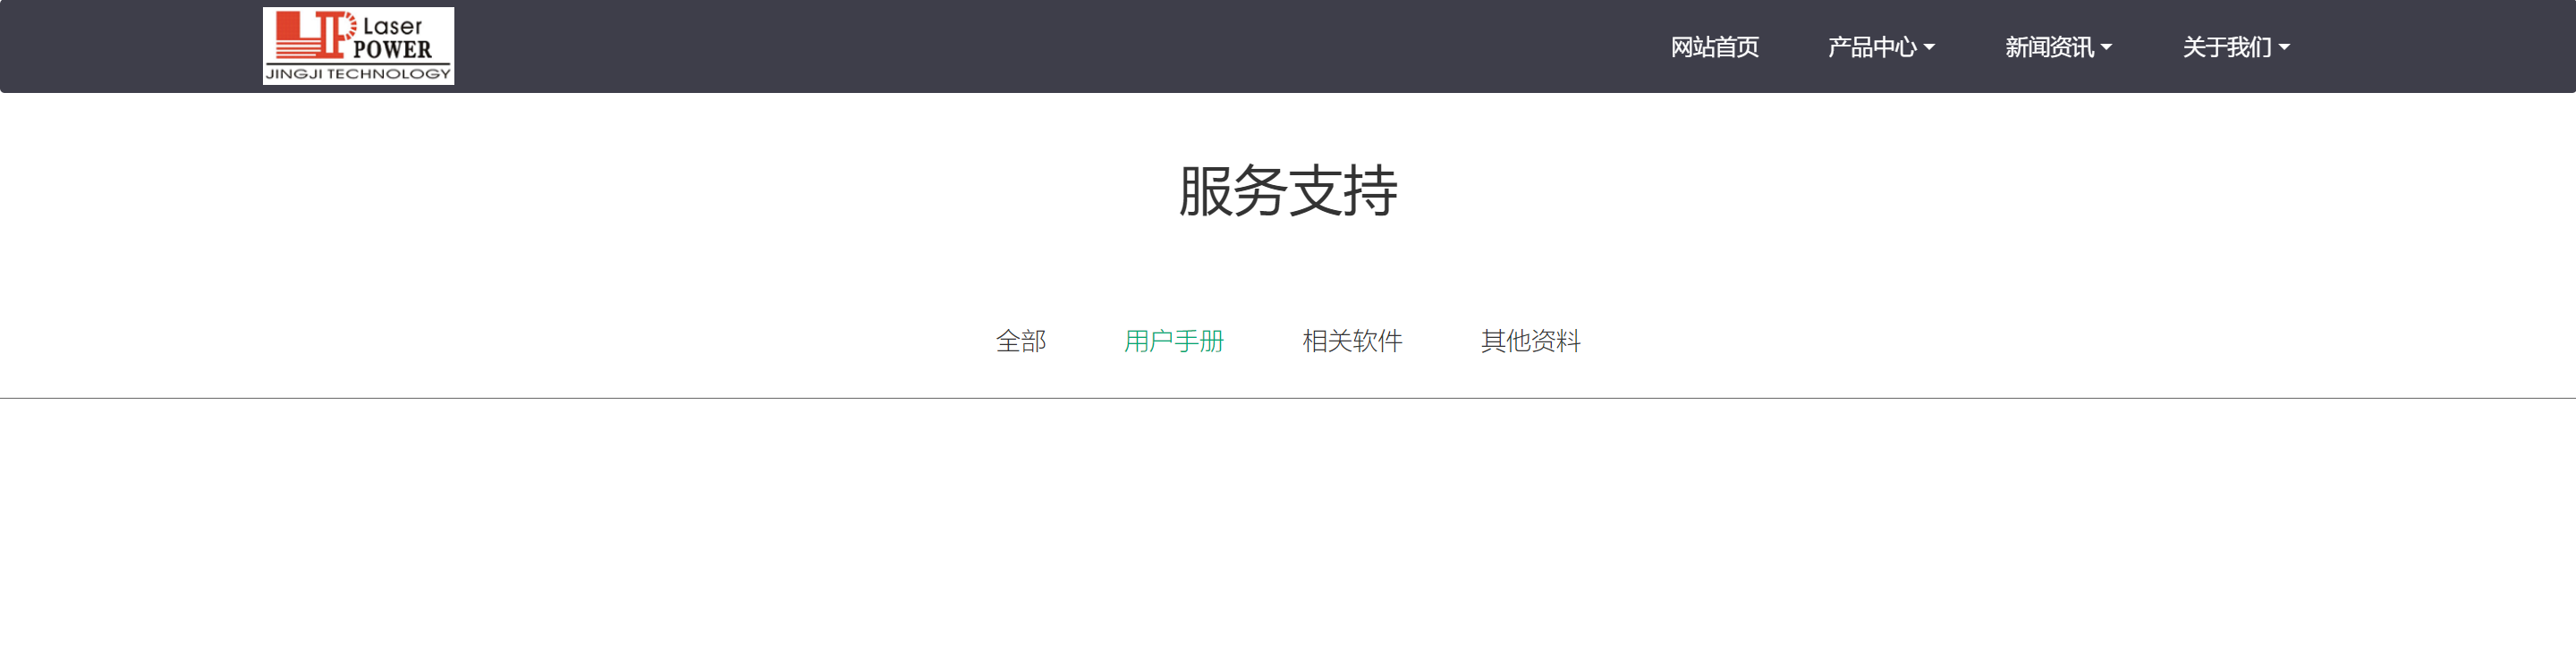 LP Laser
POWER
JINGJI TECHNOLOGY
网站首页 产品中心 新闻资讯 关于我们
服务支持
全部 用户手册 相关软件 其他资料